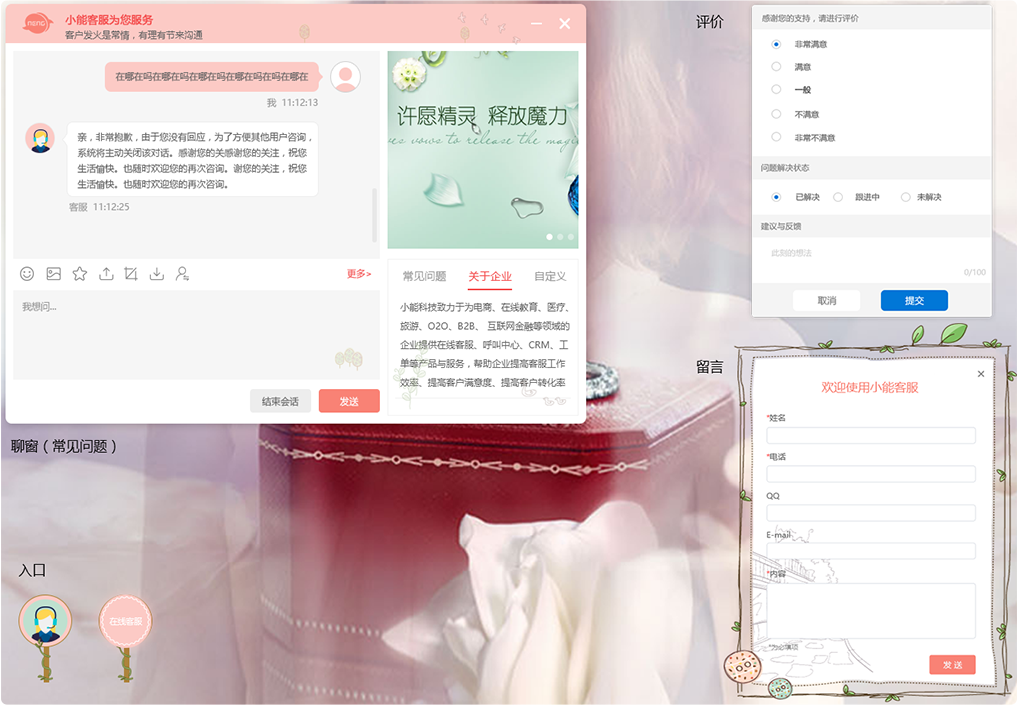 小能客服为您服务
客户发火是常情，有理有节来沟通
在哪在吗在哪在吗在哪在吗在哪在吗在吗在哪在
我 11:12:13
亲，非常抱歉，由于您没有回应，为了方便其他用户咨询，
系统将主动关闭该对话。感谢您的关感谢您的关注，祝您
生活愉快。也随时欢迎您的再次咨询。谢您的关注，祝您
生活愉快。也随时欢迎您的再次咨询。
客服 11:12:25
更多>
我想问...
结束会话
发送
许愿精灵 释放魔力
vows to release the magi
常见问题 关于企业 自定义
小能科技致力于为电商、在线教育、医疗、
旅游、O2O、B2B、 互联网金融等领域的
企业提供在线客服、呼叫中心、CRM、工
单等产品与服务，帮助企业提高客服工作
效率、提高客户满意度、提高客户转化率
聊窗（常见问题）
入口
在线客服
评价
感谢您的支持，请进行评价
非常满意
满意
一般
不满意
非常不满意
问题解决状态
已解决 跟进中 未解决
建议与反馈
此刻的想法
0/100
取消 提交
留言
欢迎使用小能客服
*姓名
*电话
QQ
E-mail
*内容
*为必填项
发 送